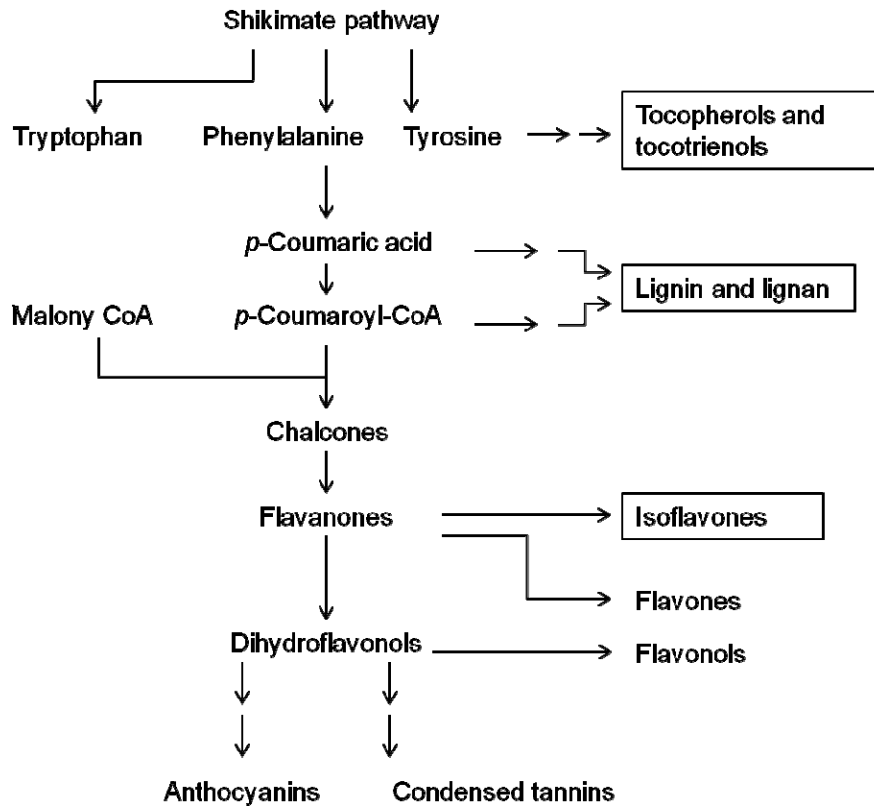 Shikimate pathway
Tryptophan
Phenylalanine
Tyrosine
Tocopherols and
tocotrienols
p-Coumaric acid
Lignin and lignan
Malony CoA
p-Coumaroyl-CoA
Chalcones
Flavanones
Isoflavones
Flavones
Dihydroflavonols
Flavonols
Anthocyanins
Condensed tannins